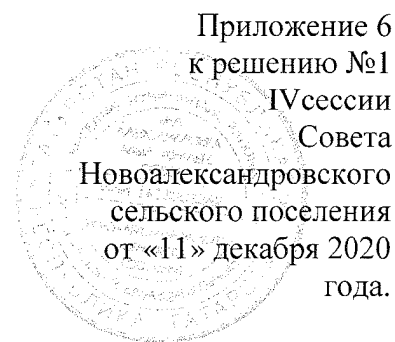 Приложение 6
к решению №1
IVсессии
Совета
Новоалександровского
сельского поселения
от «11» декабря 2020
года.